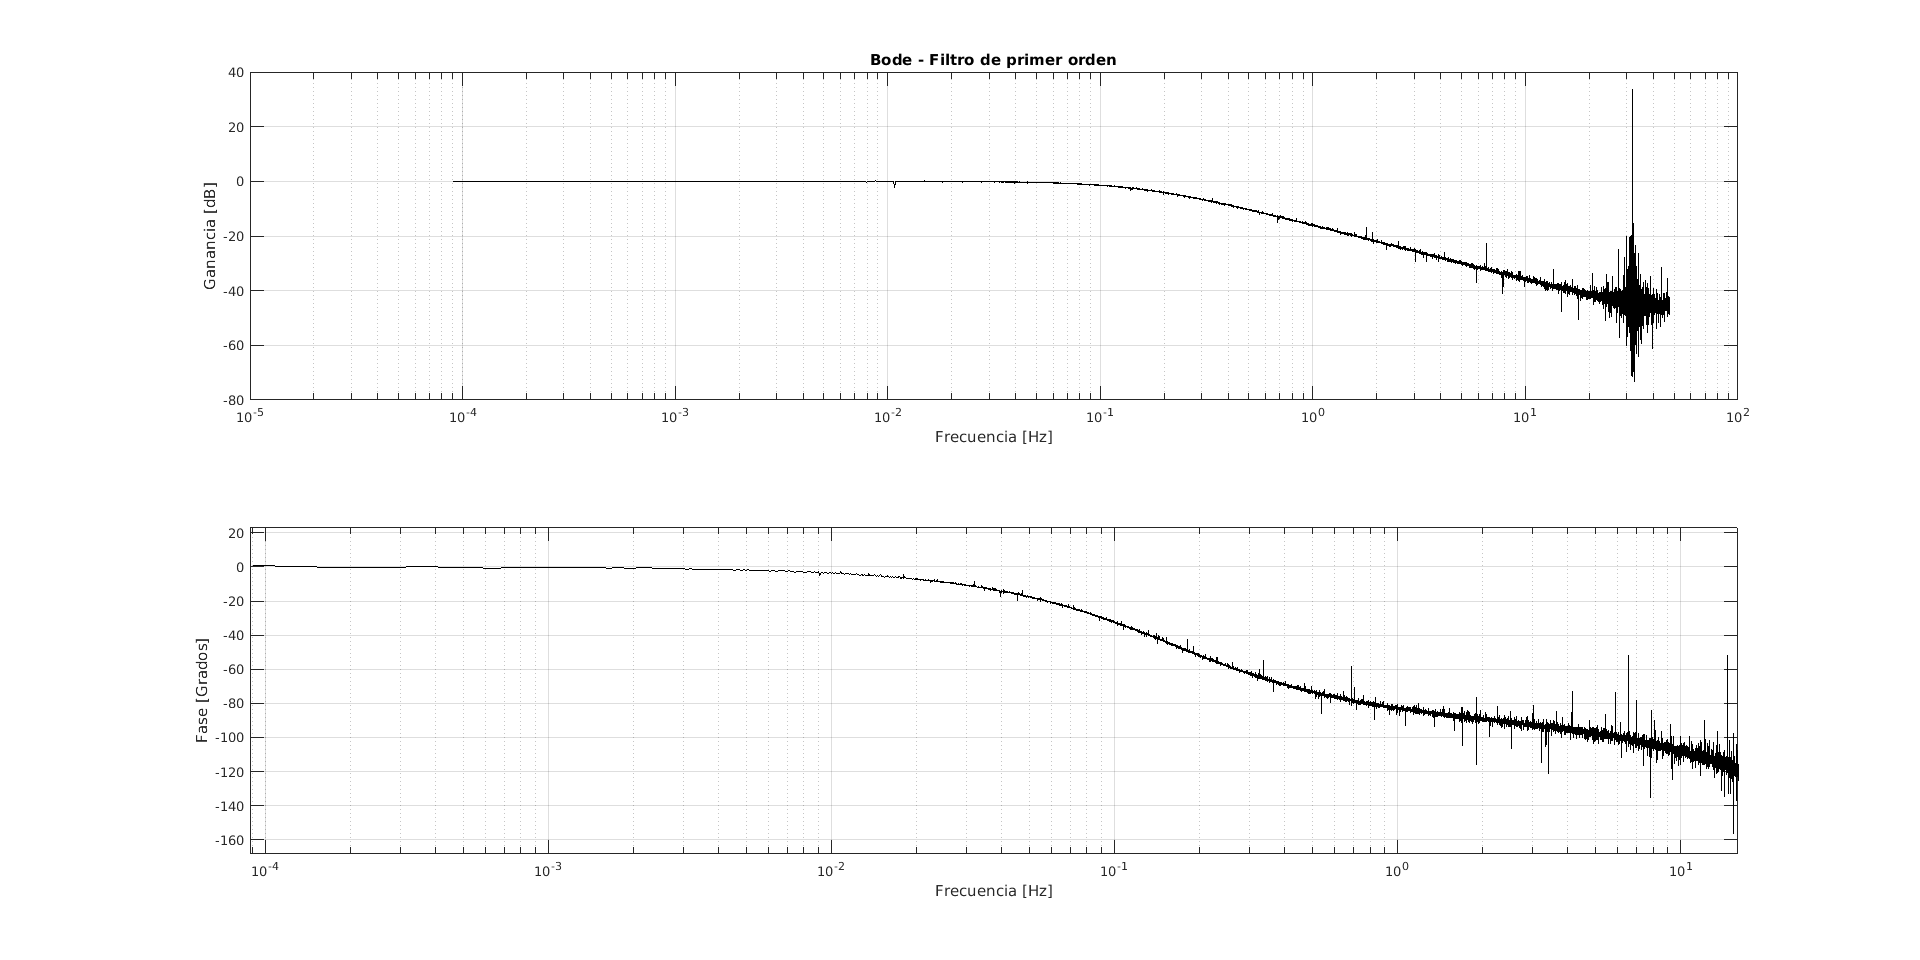 Bode - Filtro de primer orden
Ganancia [dB]
40
20
0
-20
-40
-60
-80
10^-5 10^-4 10^-3 10^-2 10^-1 10^0 10^1 10^2
Frecuencia [Hz]
Fase [Grados]
20
0
-20
-40
-60
-80
-100
-120
-140
-160
10^-4 10^-3 10^-2 10^-1 10^0 10^1
Frecuencia [Hz]